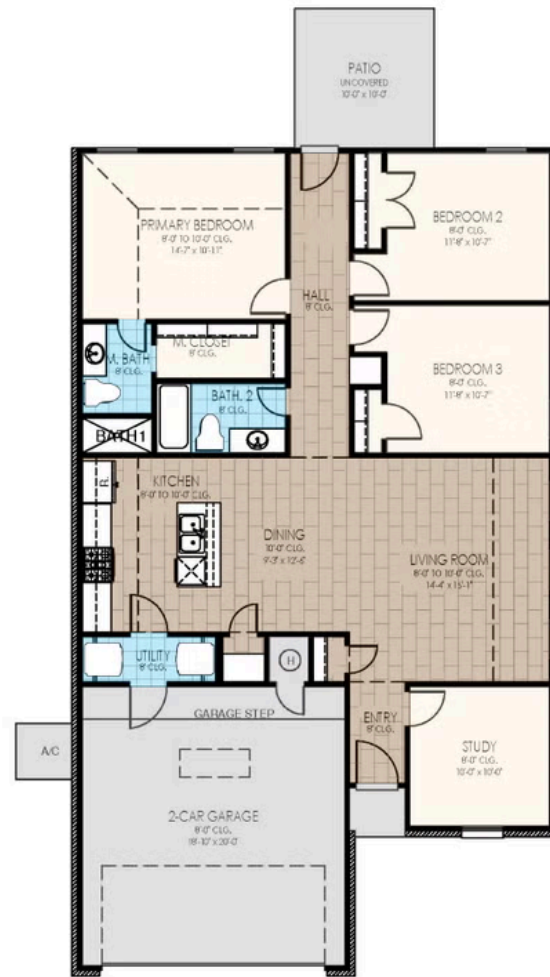 PATIO
UNCOVERED
10'-0" x 10'-0"
PRIMARY BEDROOM
8'-0" TO 10'-0" CLG.
14'-7" x 10'-11"
BEDROOM 2
8'-0" CLG.
11'-8" x 10'-7"
HALL
8' CLG.
M. BATH
8' CLG.
M. CLOSET
8' CLG.
BEDROOM 3
8'-0" CLG.
11'-8" x 10'-7"
BATH. 2
8' CLG.
BATH 1
R.
KITCHEN
8'-0" TO 10'-0" CLG.
DINING
10'-0" CLG.
9'-3" x 12'-6"
LIVING ROOM
8'-0" TO 10'-0" CLG.
14'-4" x 15'-1"
UTILITY
8' CLG.
H
GARAGE STEP
ENTRY
8' CLG.
A/C
STUDY
8'-0" CLG.
10'-0" x 10'-0"
2-CAR GARAGE
8'-0" CLG.
18'-10" x 20'-0"